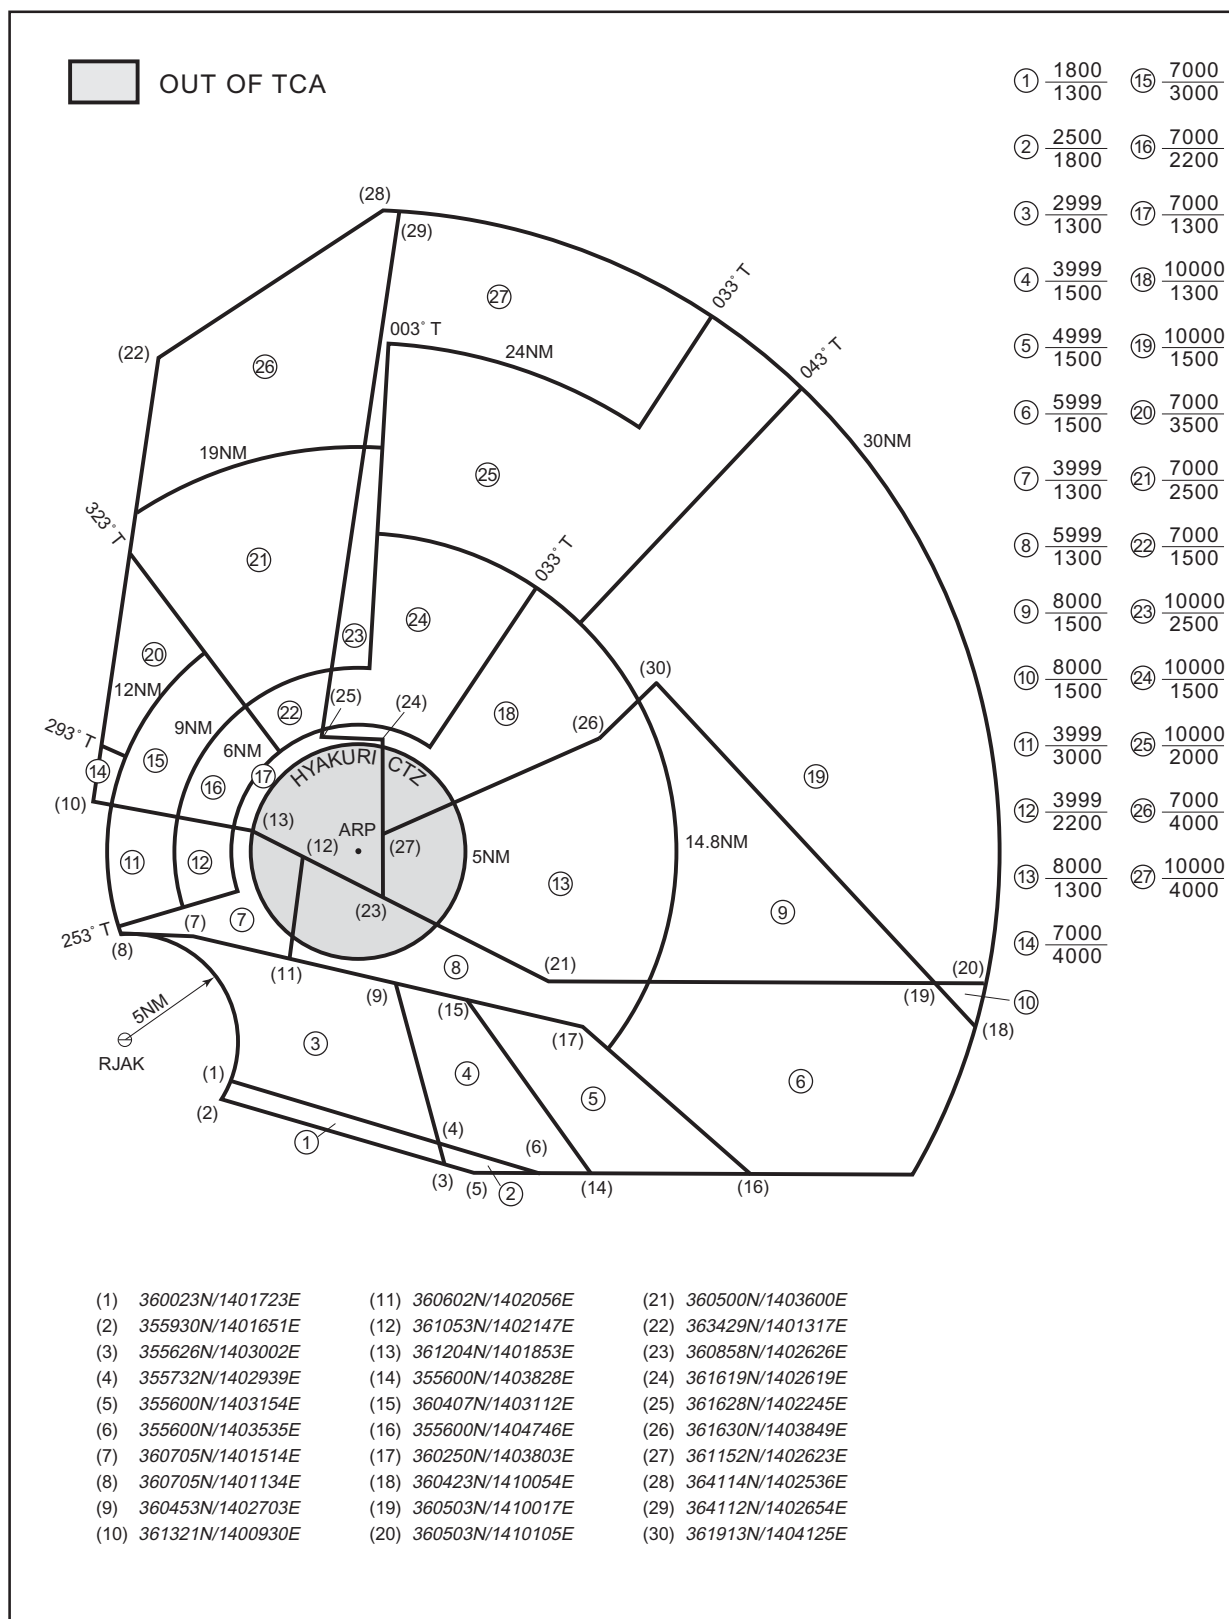 OUT OF TCA
① 1800
1300
② 2500
1800
③ 2999
1300
④ 3999
1500
⑤ 4999
1500
⑥ 5999
1500
⑦ 3999
1300
⑧ 5999
1300
⑨ 8000
1500
⑩ 8000
1500
⑪ 3999
3000
⑫ 3999
2200
⑬ 8000
1300
⑭ 7000
4000
⑮ 7000
3000
⑯ 7000
2200
⑰ 7000
1300
⑱ 10000
1300
⑲ 10000
1500
⑳ 7000
3500
㉑ 7000
2500
㉒ 7000
1500
㉓ 10000
2500
㉔ 10000
1500
㉕ 10000
2000
㉖ 7000
4000
㉗ 10000
4000
(28)
(29)
㉗
033°T
003°T
24NM
043°T
(22)
㉖
30NM
19NM
㉕
323°T
㉑
033°T
㉔
㉓
⑳
(30)
12NM
(25)
㉒
(24)
⑱
(26)
9NM
293°T
6NM
⑮
⑭
⑯
⑰
HYAKURI CTZ
⑲
(10)
(13)
ARP
(12)
(27)
5NM
14.8NM
⑪
⑫
⑬
(23)
⑨
⑦
(7)
253°T
(8)
(11)
⑧
(21)
(20)
(9)
(19)
⑩
(15)
(18)
5NM
(17)
RJAK
③
④
⑥
(1)
⑤
(2)
(4)
①
(6)
(3)
(5)
②
(14)
(16)
(1) 360023N/1401723E
(2) 355930N/1401651E
(3) 355626N/1403002E
(4) 355732N/1402939E
(5) 355600N/1403154E
(6) 355600N/1403535E
(7) 360705N/1401514E
(8) 360705N/1401134E
(9) 360453N/1402703E
(10) 361321N/1400930E
(11) 360602N/1402056E
(12) 361053N/1402147E
(13) 361204N/1401853E
(14) 355600N/1403828E
(15) 360407N/1403112E
(16) 355600N/1404746E
(17) 360250N/1403803E
(18) 360423N/1410054E
(19) 360503N/1410017E
(20) 360503N/1410105E
(21) 360500N/1403600E
(22) 363429N/1401317E
(23) 360858N/1402626E
(24) 361619N/1402619E
(25) 361628N/1402245E
(26) 361630N/1403849E
(27) 361152N/1402623E
(28) 364114N/1402536E
(29) 364112N/1402654E
(30) 361913N/1404125E